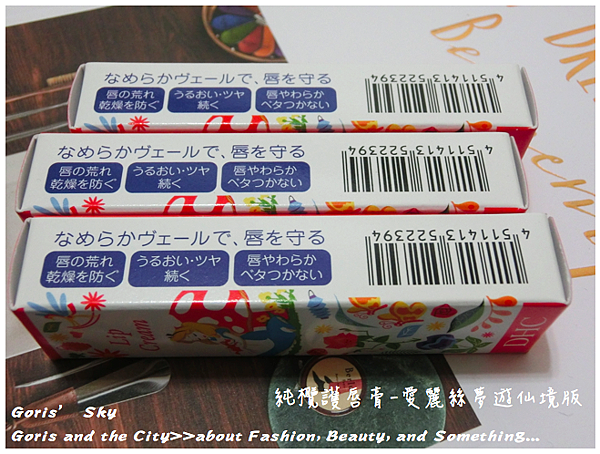 なめらかヴェールで、唇を守る
唇の荒れ
乾燥を防ぐ
うるおい・ツヤ
続く
唇やわらか
ベタつかない
4 511413 522394
なめらかヴェールで、唇を守る
唇の荒れ
乾燥を防ぐ
うるおい・ツヤ
続く
唇やわらか
ベタつかない
4 511413 522394
なめらかヴェールで、唇を守る
唇の荒れ
乾燥を防ぐ
うるおい・ツヤ
続く
唇やわらか
ベタつかない
4 511413 522394
Lip
Cream
DHC
純欖護唇膏-愛麗絲夢遊仙境版
Goris' Sky
Goris and the City>>about Fashion, Beauty, and Something...